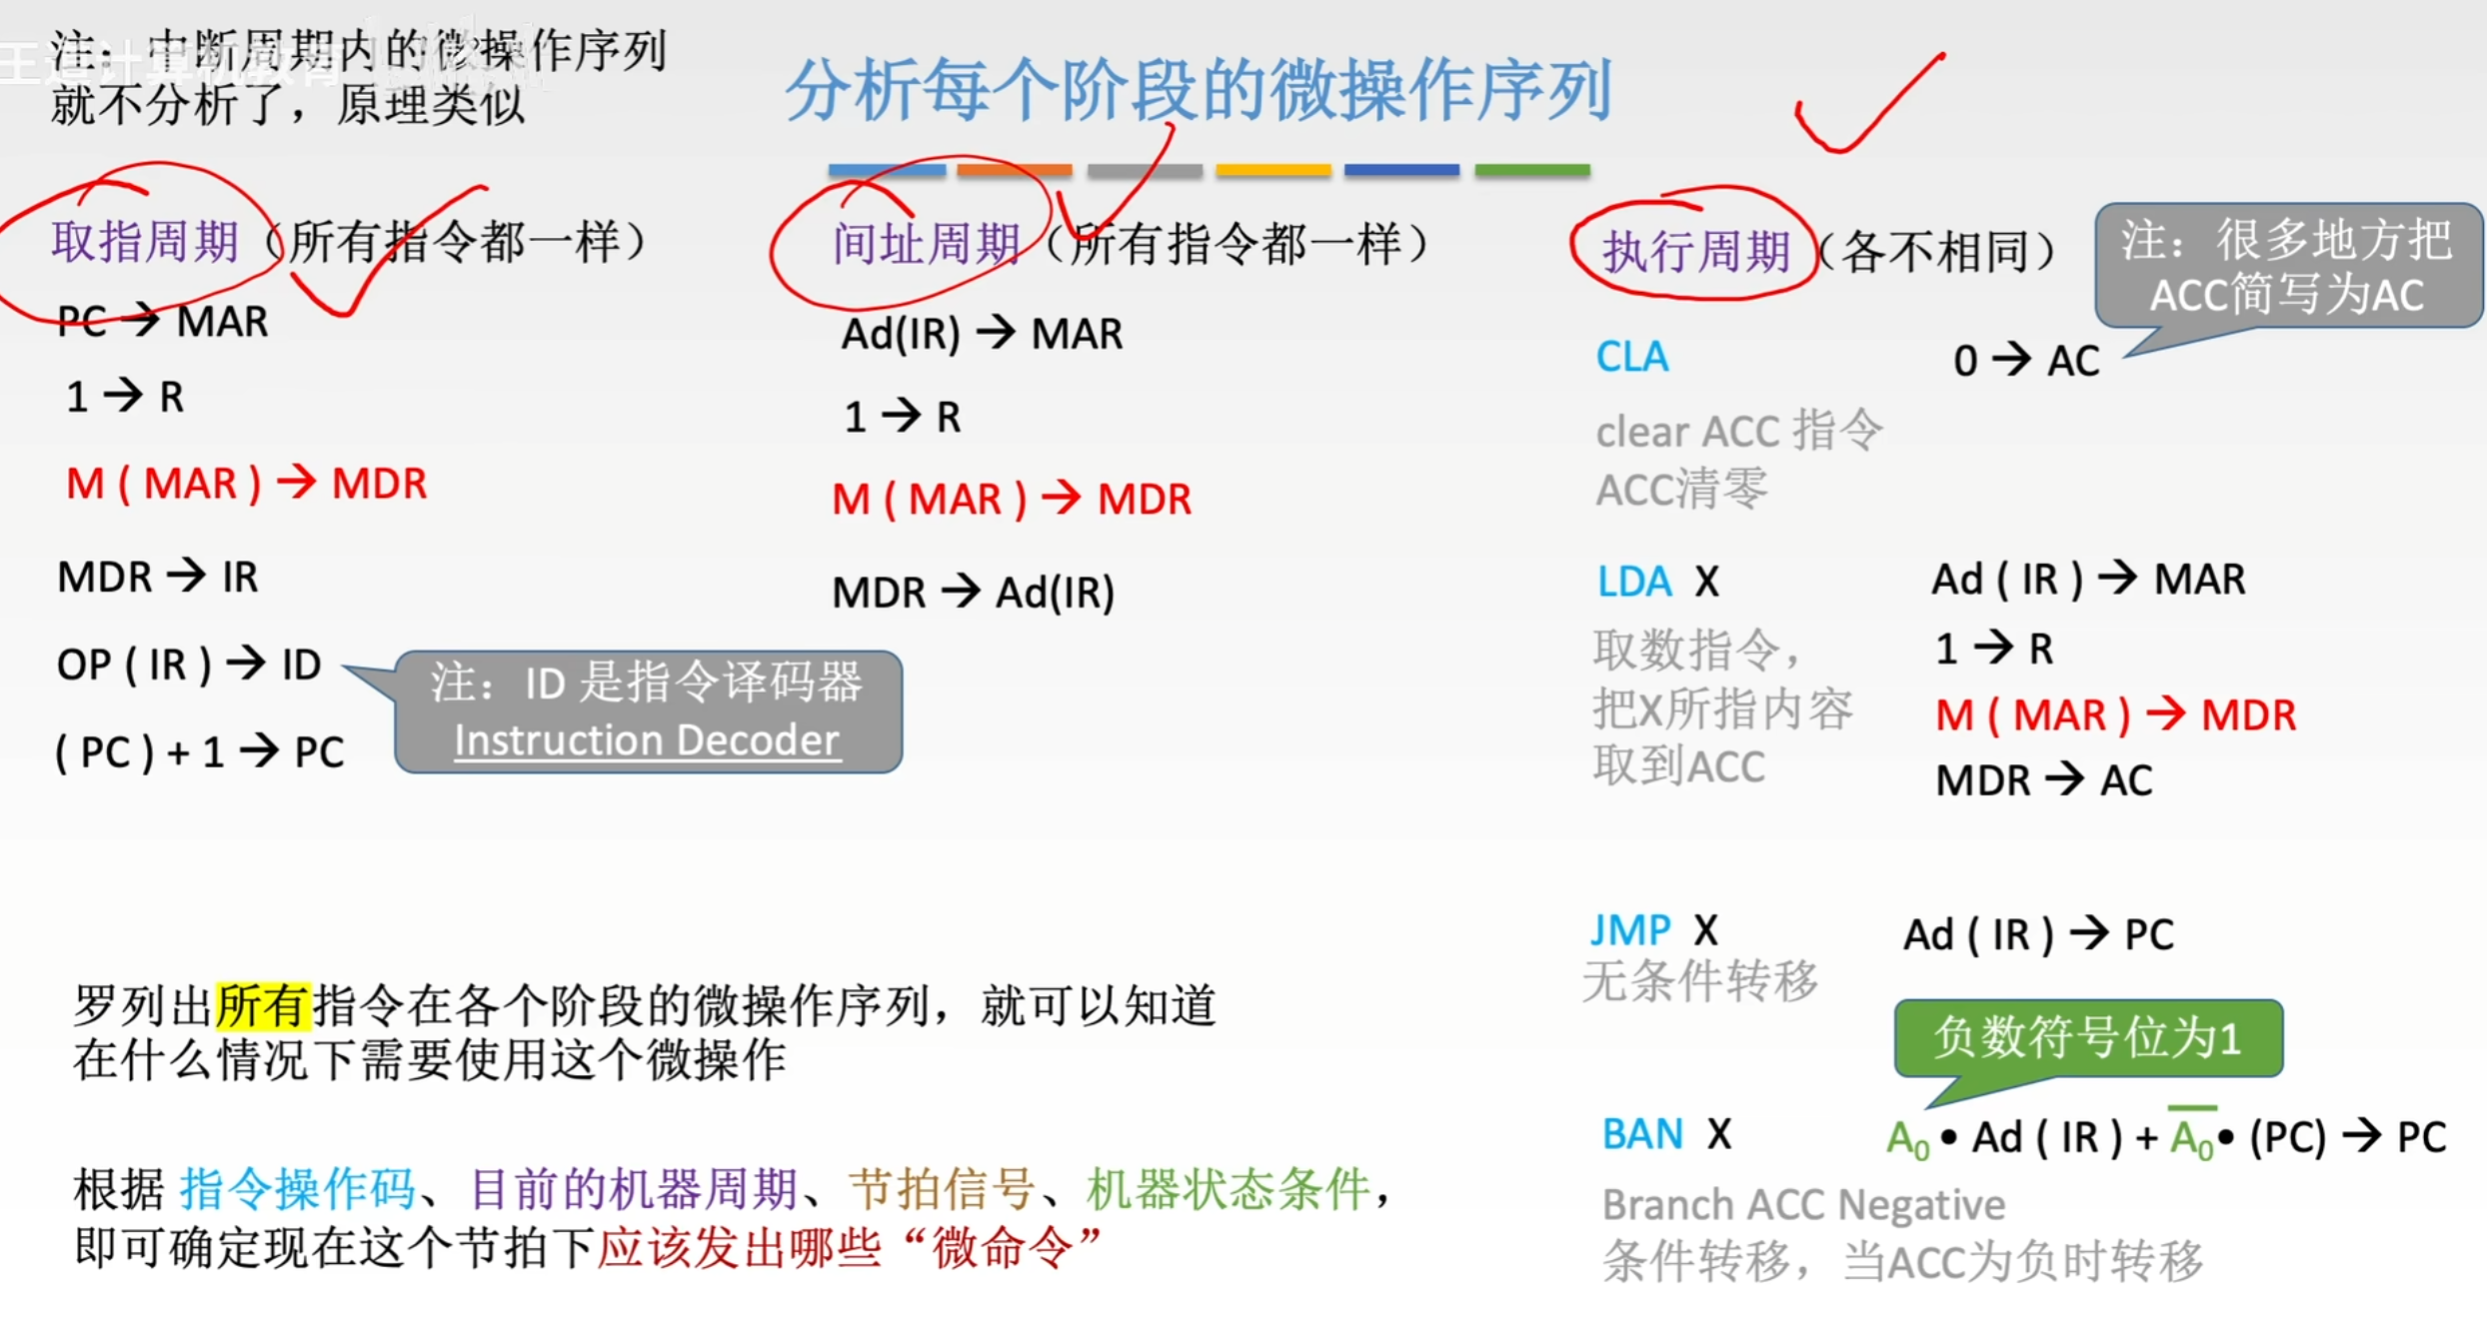 注：中断周期内的微操作序列
就不分析了，原理类似
王道计算机教育
分析每个阶段的微操作序列
取指周期（所有指令都一样）
PC → MAR
1 → R
M ( MAR ) → MDR
MDR → IR
OP ( IR ) → ID
( PC ) + 1 → PC
注：ID 是指令译码器
Instruction Decoder
间址周期（所有指令都一样）
Ad(IR) → MAR
1 → R
M ( MAR ) → MDR
MDR → Ad(IR)
执行周期（各不相同）
注：很多地方把
ACC简写为AC
CLA 0 → AC
clear ACC 指令
ACC清零
LDA X Ad ( IR ) → MAR
取数指令，
把X所指内容
取到ACC
1 → R
M ( MAR ) → MDR
MDR → AC
JMP X Ad ( IR ) → PC
无条件转移
负数符号位为1
BAN X A₀ • Ad ( IR ) + A̅₀ • (PC) → PC
Branch ACC Negative
条件转移，当ACC为负时转移
罗列出所有指令在各个阶段的微操作序列，就可以知道
在什么情况下需要使用这个微操作
根据 指令操作码、目前的机器周期、节拍信号、机器状态条件，
即可确定现在这个节拍下应该发出哪些“微命令”